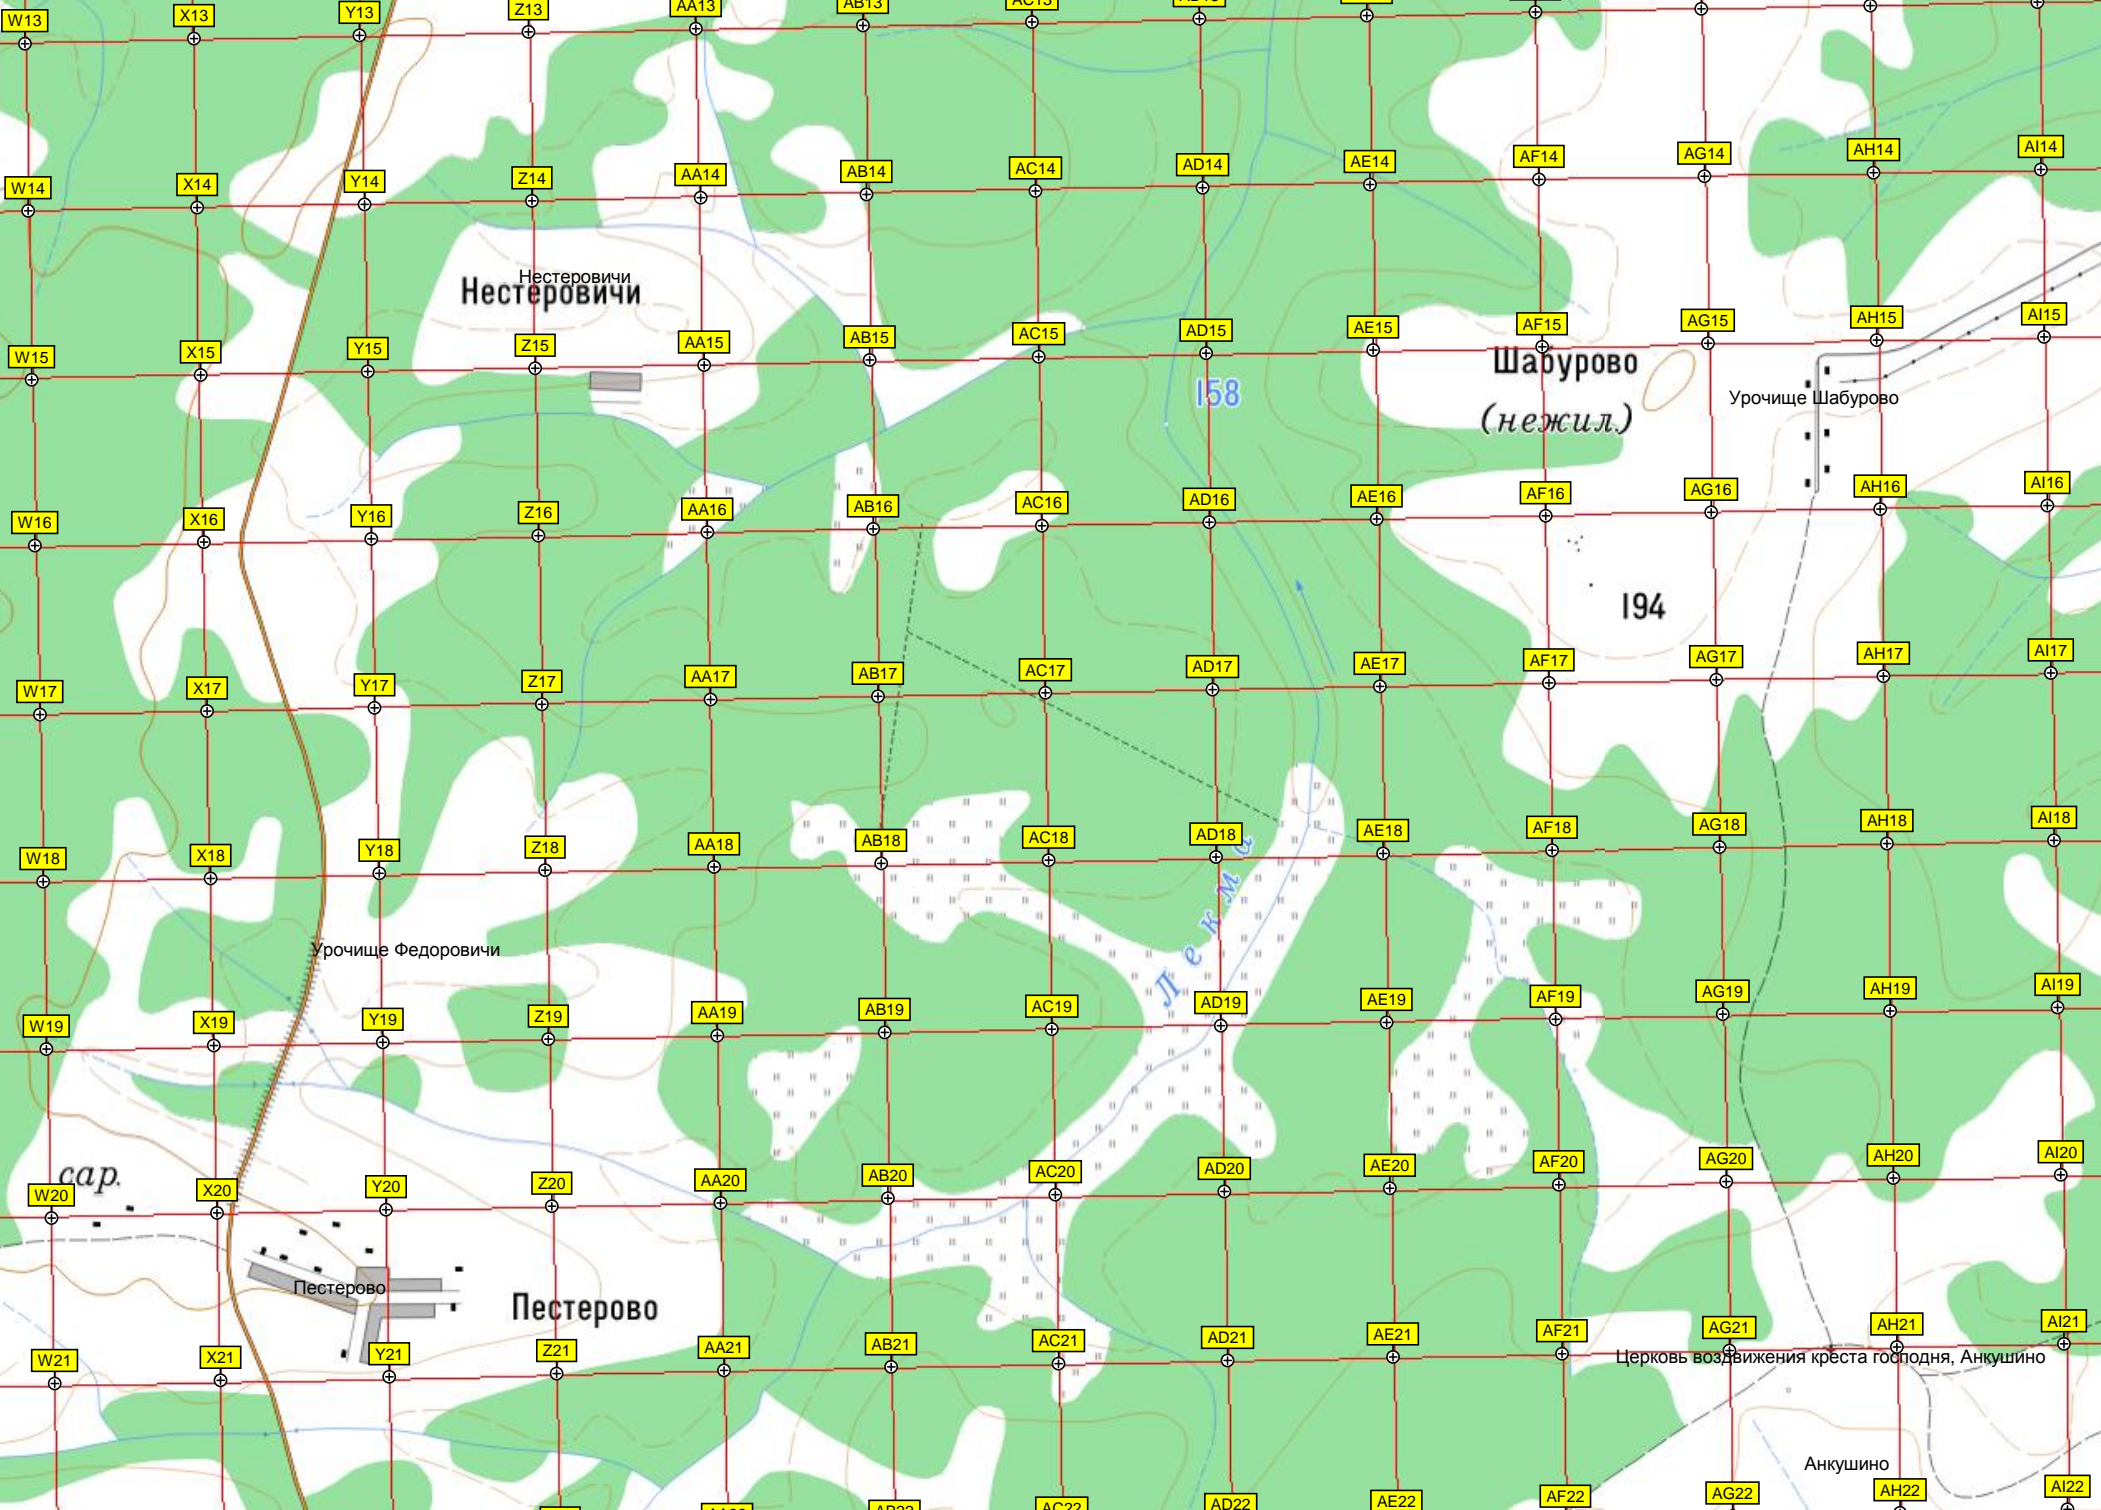 W13 X13 Y13 Z13 AA13 AB13 AC13
W14 X14 Y14 Z14 AA14 AB14 AC14 AD14 AE14 AF14 AG14 AH14 AI14
Нестеровичи
Нестеровичи
W15 X15 Y15 Z15 AA15 AB15 AC15 AD15 AE15 AF15 AG15 AH15 AI15
Шабурово
158
Урочище Шабурово
(нежил.)
W16 X16 Y16 Z16 AA16 AB16 AC16 AD16 AE16 AF16 AG16 AH16 AI16
194
W17 X17 Y17 Z17 AA17 AB17 AC17 AD17 AE17 AF17 AG17 AH17 AI17
W18 X18 Y18 Z18 AA18 AB18 AC18 AD18 AE18 AF18 AG18 AH18 AI18
Лекма
Урочище Федоровичи
W19 X19 Y19 Z19 AA19 AB19 AC19 AD19 AE19 AF19 AG19 AH19 AI19
сар.
W20 X20 Y20 Z20 AA20 AB20 AC20 AD20 AE20 AF20 AG20 AH20 AI20
Пестерово
Пестерово
W21 X21 Y21 Z21 AA21 AB21 AC21 AD21 AE21 AF21 AG21 AH21 AI21
Церковь воздвижения креста господня, Анкушино
Анкушино
AC22 AD22 AE22 AF22 AG22 AH22 AI22